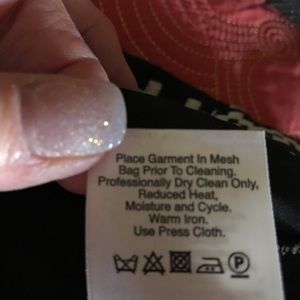 Place Garment In Mesh
Bag Prior To Cleaning.
Professionally Dry Clean Only,
Reduced Heat,
Moisture and Cycle.
Warm Iron.
Use Press Cloth.
P